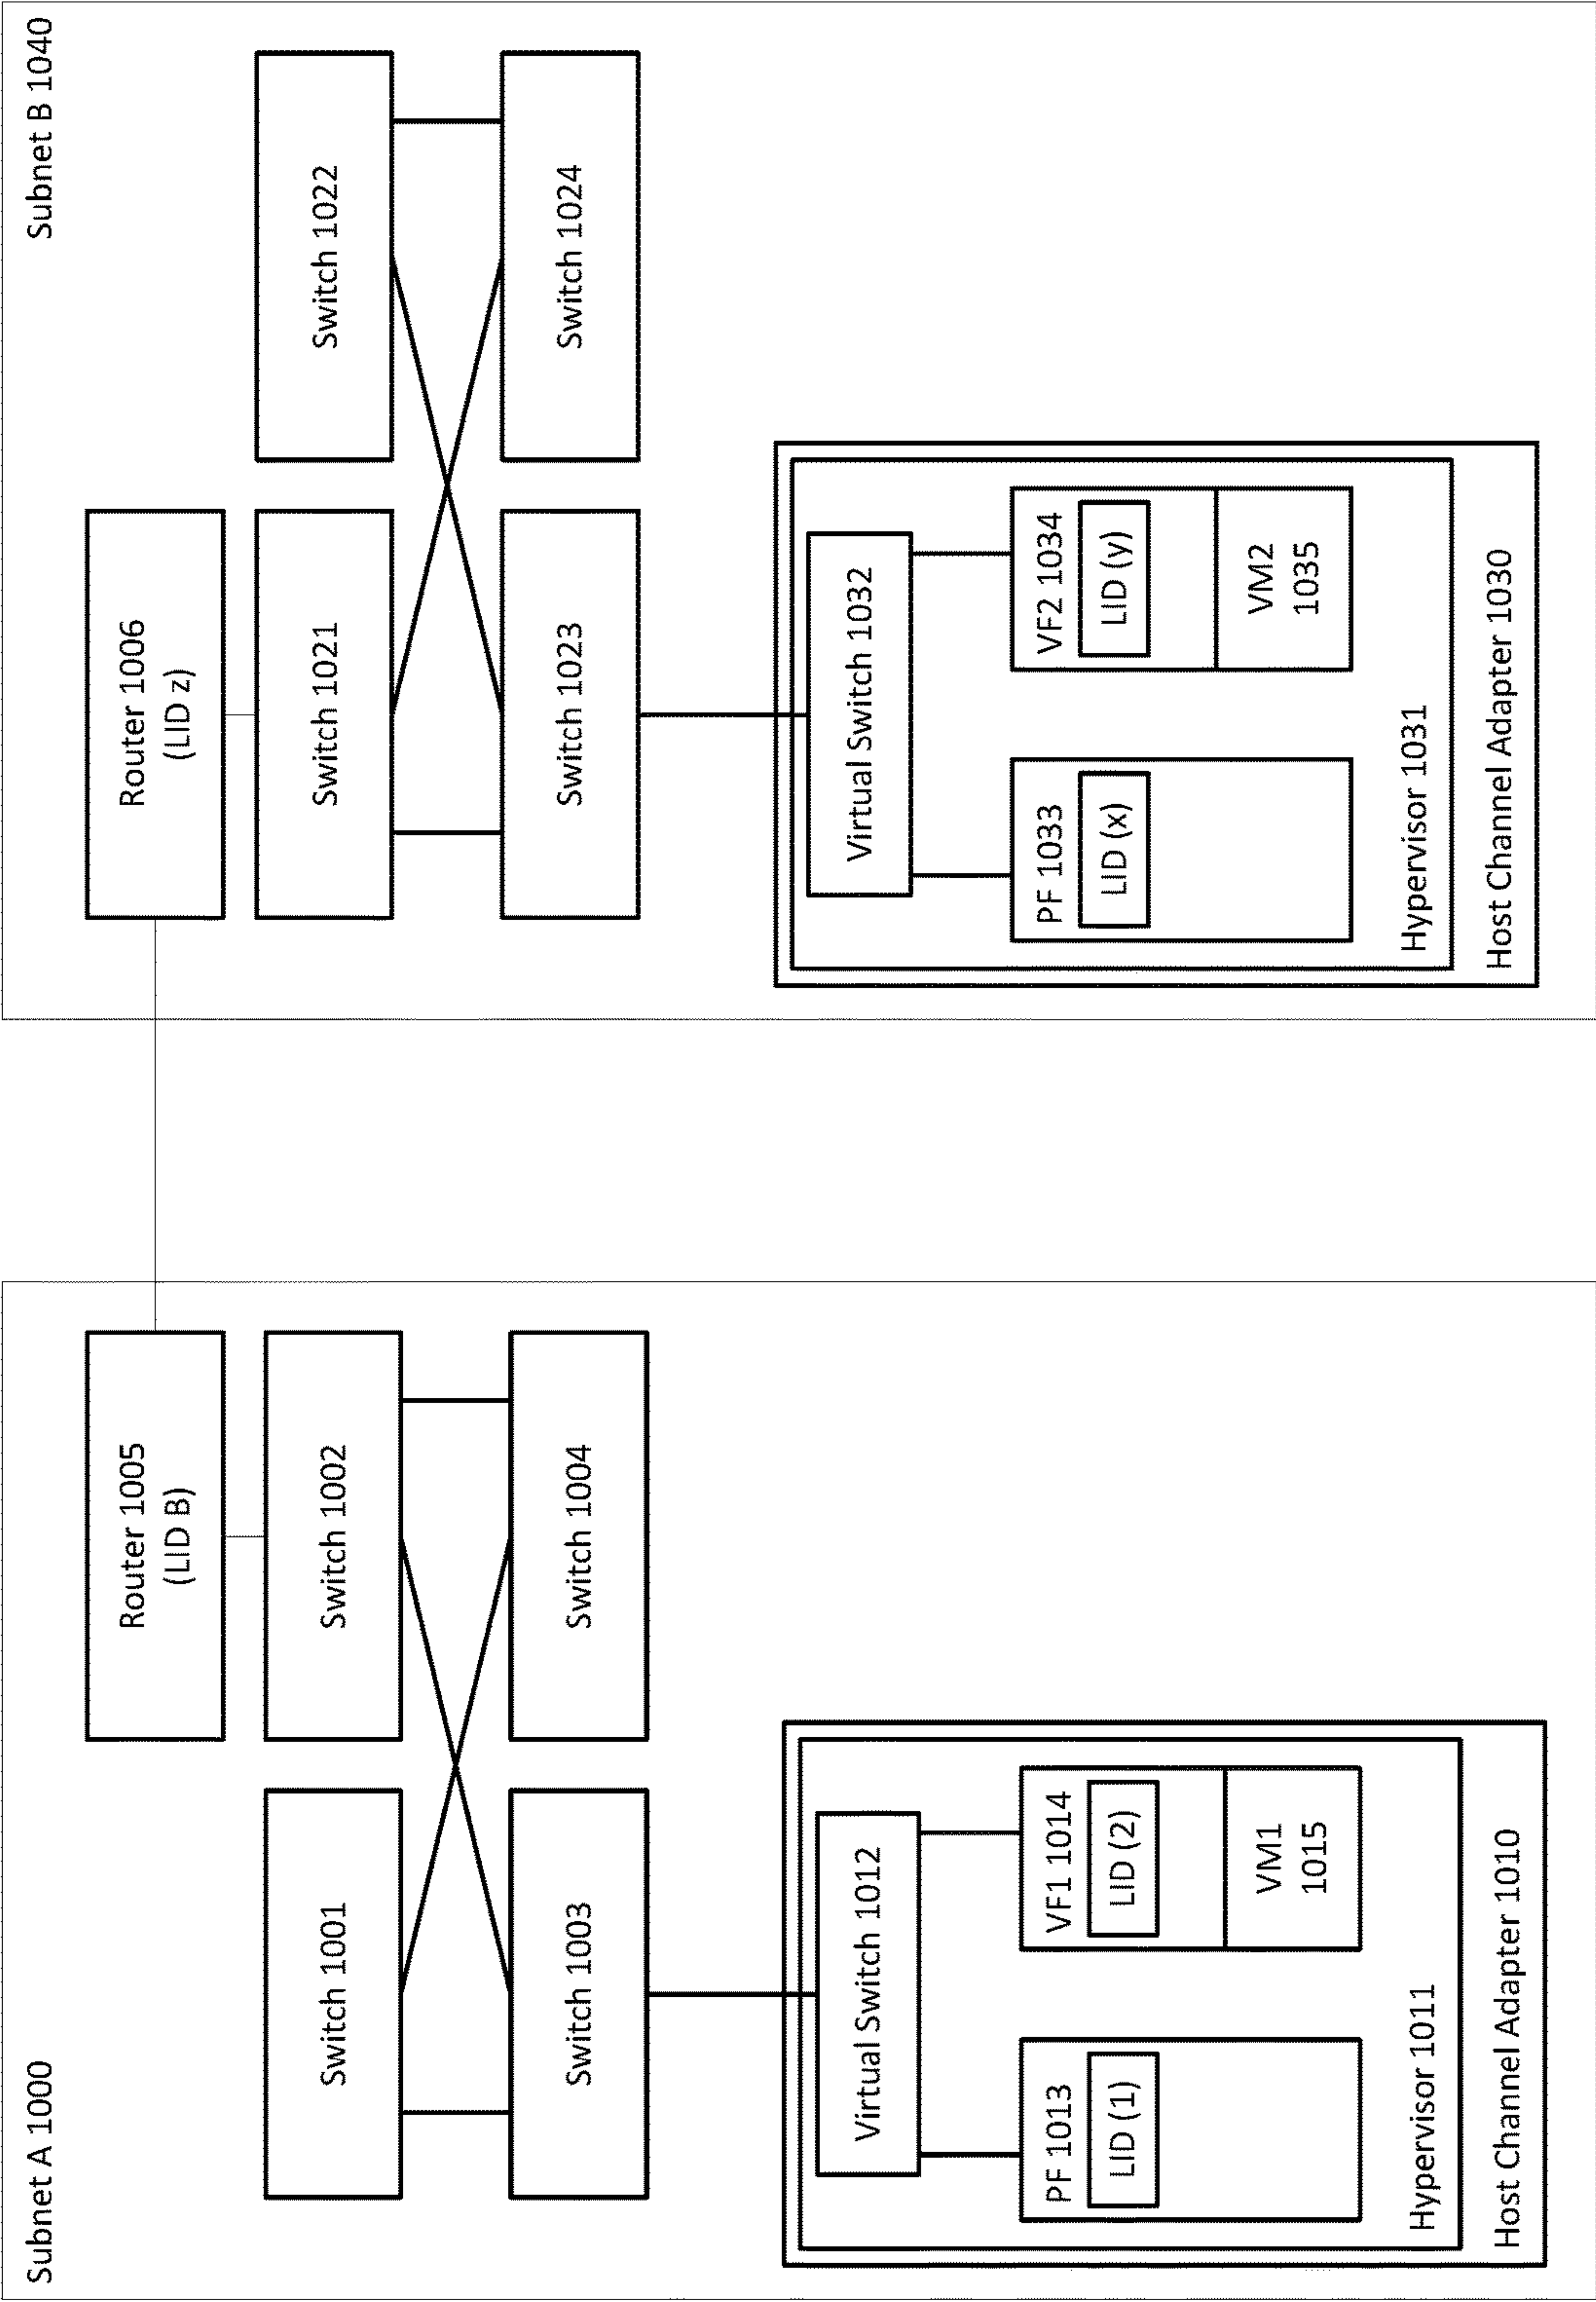 Subnet A 1000
Router 1005
(LID B)
Switch 1001
Switch 1002
Switch 1003
Switch 1004
Virtual Switch 1012
PF 1013
LID (1)
VF1 1014
LID (2)
VM1
1015
Hypervisor 1011
Host Channel Adapter 1010
Subnet B 1040
Router 1006
(LID z)
Switch 1021
Switch 1022
Switch 1023
Switch 1024
Virtual Switch 1032
PF 1033
LID (x)
VF2 1034
LID (y)
VM2
1035
Hypervisor 1031
Host Channel Adapter 1030